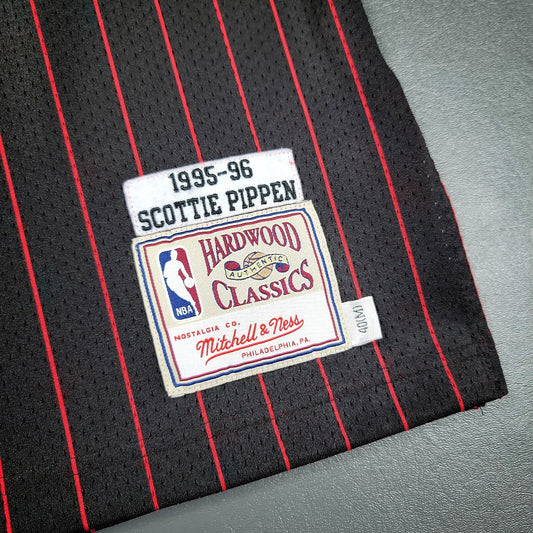 1995-96
SCOTTIE PIPPEN
HARDWOOD
AUTHENTIC
CLASSICS
NBA
NOSTALGIA CO.
Mitchell & Ness
PHILADELPHIA, PA.
40(M)